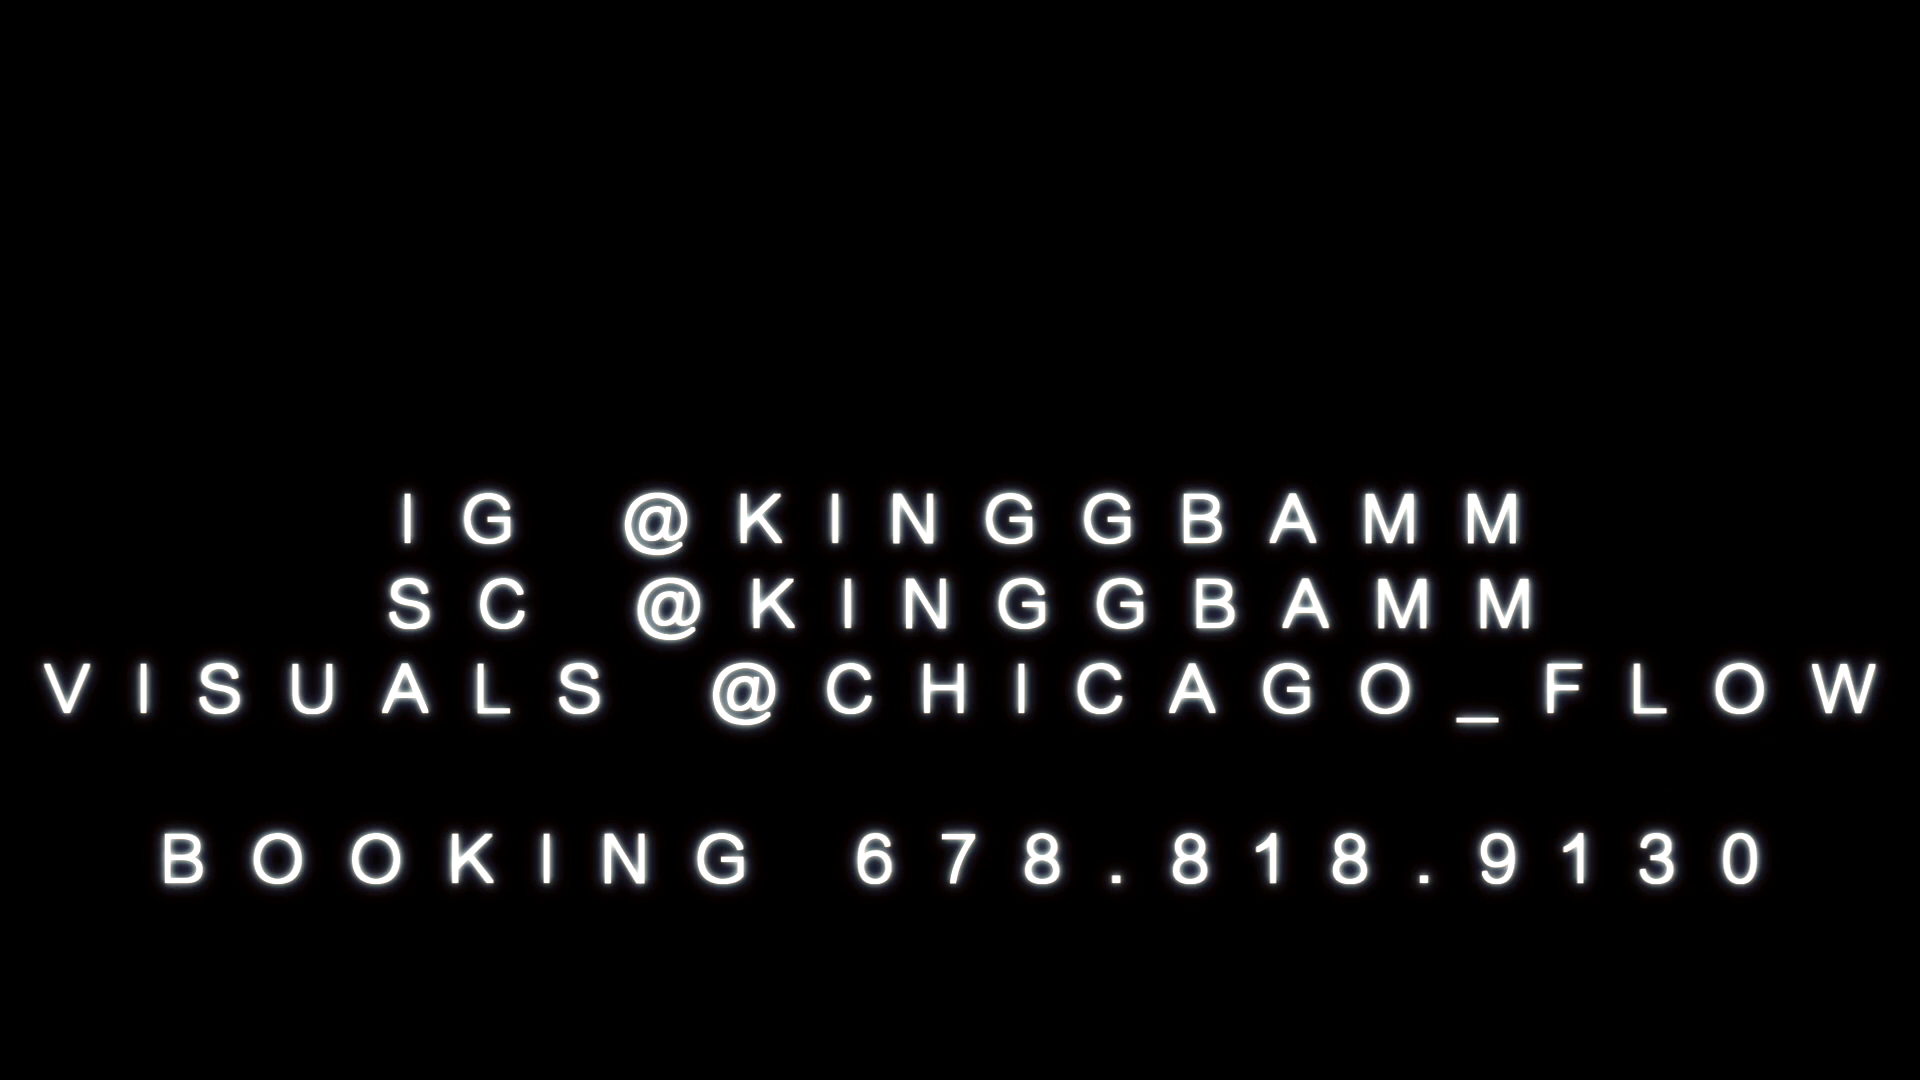 IG @KINGGBAMM
SC @KINGGBAMM
VISUALS @CHICAGO_FLOW
BOOKING 678.818.9130